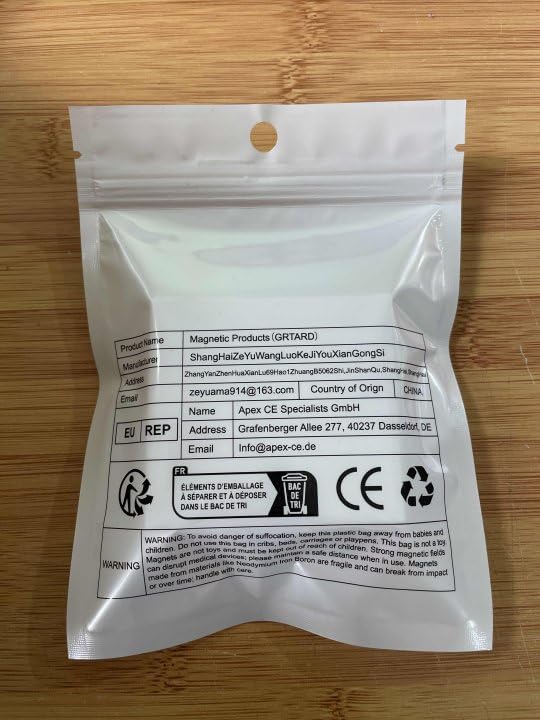 Product Name Magnetic Products (GRTARD)
Manufacturer ShangHaiZeYuWangLuoKeJiYouXianGongSi
Address ZhangYanZhenHuaXianLu69Hao1ZhuangB5062Shi,JinShanQu,ShangHai,ShangHai
Email zeyuama914@163.com Country of Orign CHINA
EU REP
Name Apex CE Specialists GmbH
Address Grafenberger Allee 277, 40237 Dasseldorf, DE
Email Info@apex-ce.de
FR
ÉLÉMENTS D'EMBALLAGE
À SÉPARER ET À DÉPOSER
DANS LE BAC DE TRI
BAC
DE
TRI
CE
WARNING
WARNING: To avoid danger of suffocation, keep this plastic bag away from babies and
children. Do not use this bag in cribs, beds, carriages or playpens. This bag is not a toy.
Magnets are not toys and must be kept out of reach of children. Strong magnetic fields
can disrupt medical devices; please maintain a safe distance when in use. Magnets
made from materials like Neodymium Iron Boron are fragile and can break from impact
or over time; handle with care.